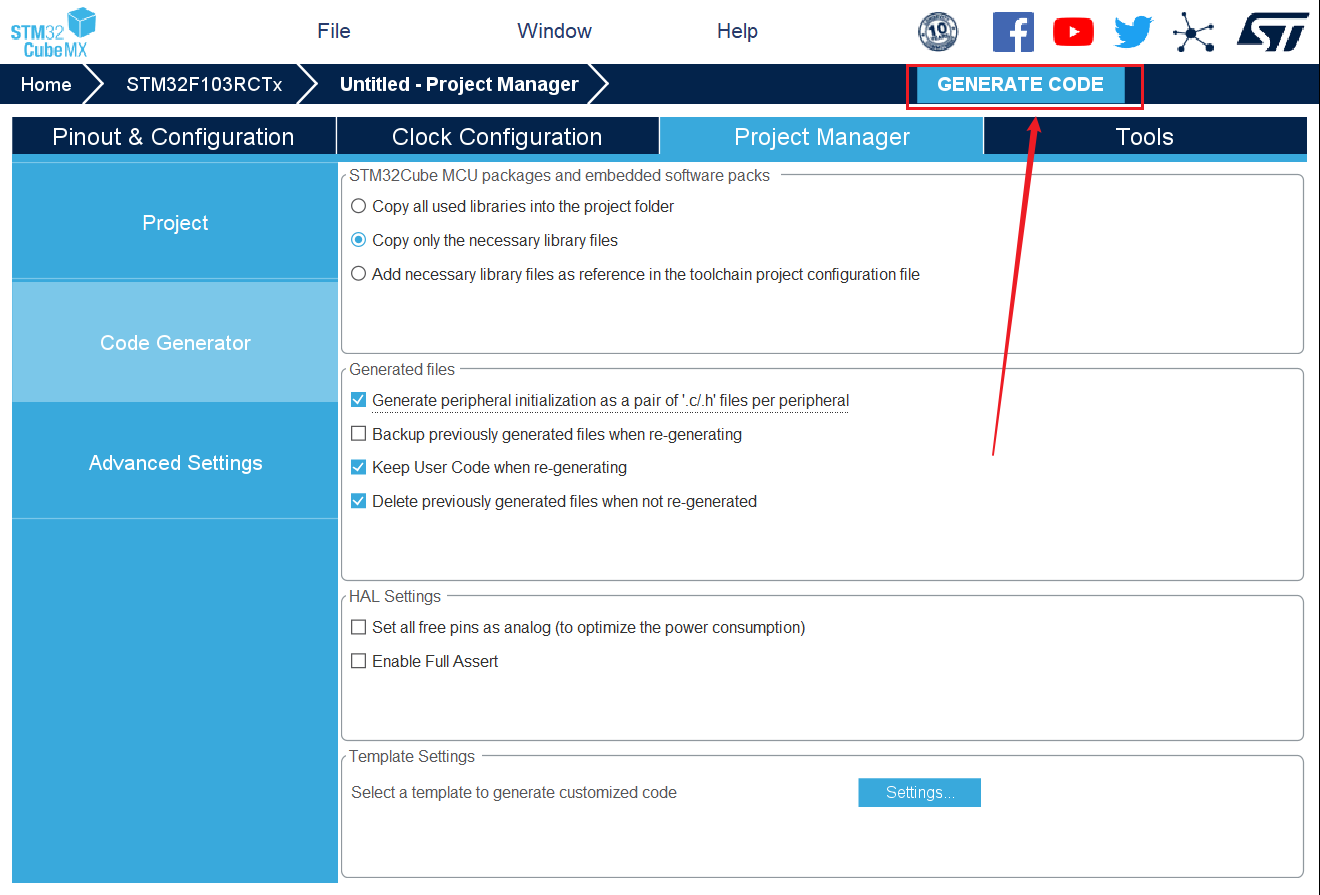 STM32
CubeMX
File
Window
Help
10
Home
STM32F103RCTx
Untitled - Project Manager
GENERATE CODE
Pinout & Configuration
Clock Configuration
Project Manager
Tools
Project
Code Generator
Advanced Settings
STM32Cube MCU packages and embedded software packs
Copy all used libraries into the project folder
Copy only the necessary library files
Add necessary library files as reference in the toolchain project configuration file
Generated files
Generate peripheral initialization as a pair of '.c/.h' files per peripheral
Backup previously generated files when re-generating
Keep User Code when re-generating
Delete previously generated files when not re-generated
HAL Settings
Set all free pins as analog (to optimize the power consumption)
Enable Full Assert
Template Settings
Select a template to generate customized code
Settings...